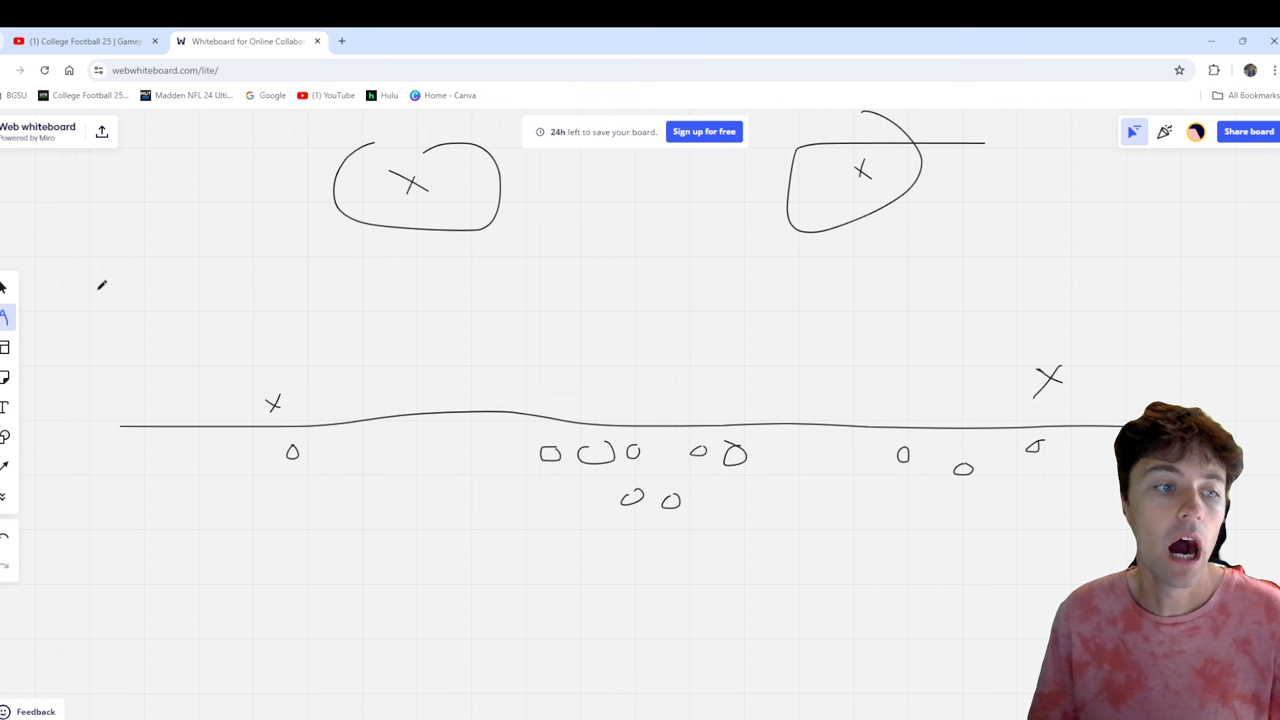 (1) College Football 25 | Gamep
Whiteboard for Online Collabo
webwhiteboard.com/lite/
BGSU
College Football 25...
Madden NFL 24 Ulti...
Google
(1) YouTube
Hulu
Home - Canva
All Bookmarks
Web whiteboard
Powered by Miro
24h left to save your board.
Sign up for free
Share board
X
X
X
X
O
O O O O O
O
O
O
O O
Feedback